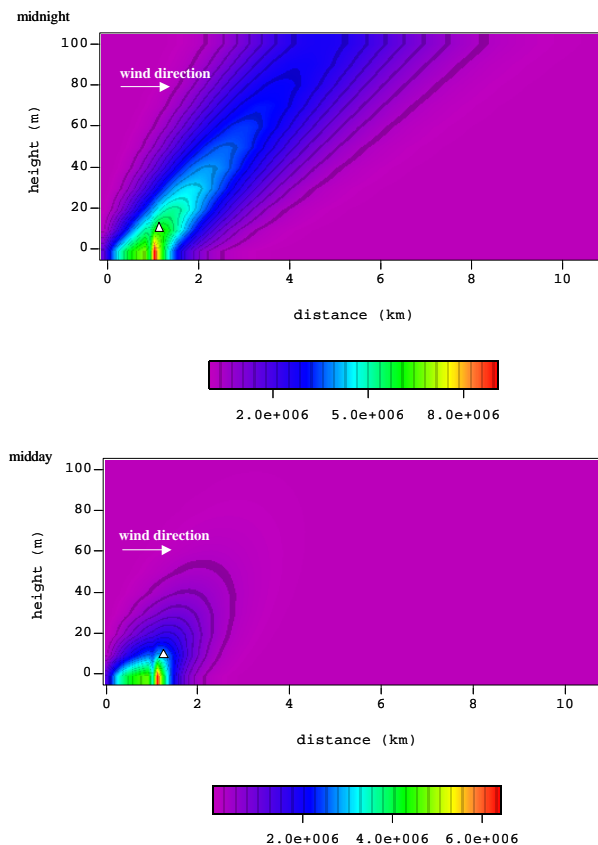 midnight
100
wind direction
80
60
height (m)
40
20
0
0 2 4 6 8 10
distance (km)
2.0e+006 5.0e+006 8.0e+006
midday
100
80
wind direction
60
height (m)
40
20
0
0 2 4 6 8 10
distance (km)
2.0e+006 4.0e+006 6.0e+006